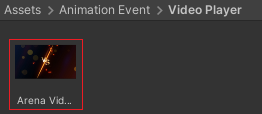 Assets > Animation Event > Video Player
Arena Vid...